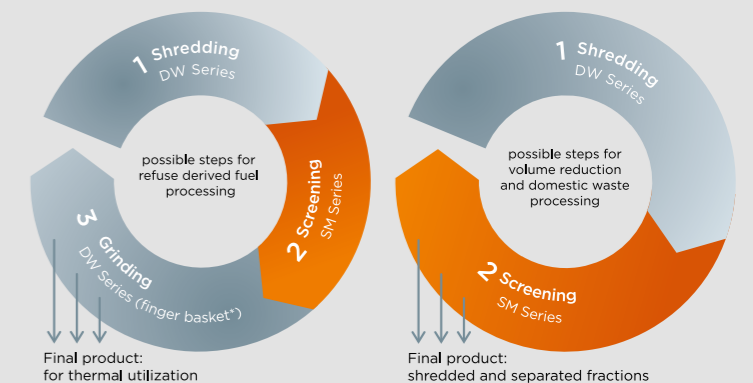 1 Shredding
DW Series
2 Screening
SM Series
3 Grinding
DW Series (finger basket*)
possible steps for
refuse derived fuel
processing
Final product:
for thermal utilization
1 Shredding
DW Series
2 Screening
SM Series
possible steps for
volume reduction
and domestic waste
processing
Final product:
shredded and separated fractions